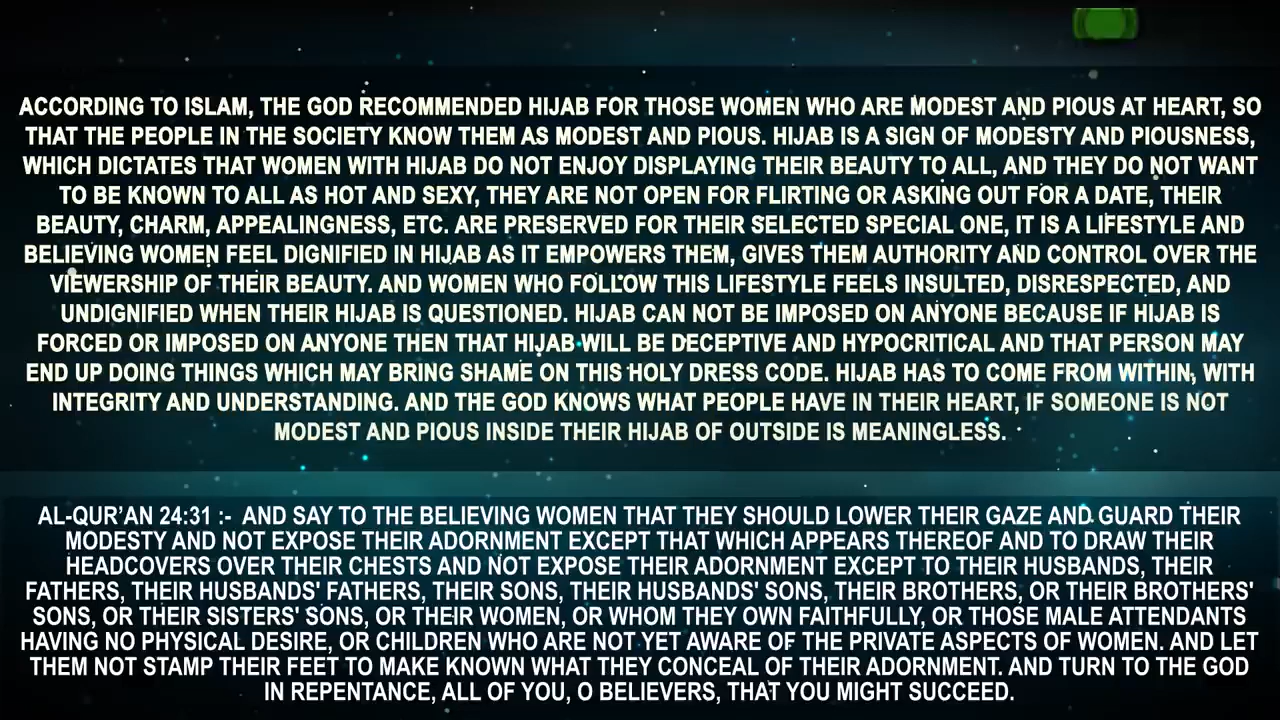 ACCORDING TO ISLAM, THE GOD RECOMMENDED HIJAB FOR THOSE WOMEN WHO ARE MODEST AND PIOUS AT HEART, SO
THAT THE PEOPLE IN THE SOCIETY KNOW THEM AS MODEST AND PIOUS. HIJAB IS A SIGN OF MODESTY AND PIOUSNESS,
WHICH DICTATES THAT WOMEN WITH HIJAB DO NOT ENJOY DISPLAYING THEIR BEAUTY TO ALL, AND THEY DO NOT WANT
TO BE KNOWN TO ALL AS HOT AND SEXY, THEY ARE NOT OPEN FOR FLIRTING OR ASKING OUT FOR A DATE, THEIR
BEAUTY, CHARM, APPEALINGNESS, ETC. ARE PRESERVED FOR THEIR SELECTED SPECIAL ONE, IT IS A LIFESTYLE AND
BELIEVING WOMEN FEEL DIGNIFIED IN HIJAB AS IT EMPOWERS THEM, GIVES THEM AUTHORITY AND CONTROL OVER THE
VIEWERSHIP OF THEIR BEAUTY. AND WOMEN WHO FOLLOW THIS LIFESTYLE FEELS INSULTED, DISRESPECTED, AND
UNDIGNIFIED WHEN THEIR HIJAB IS QUESTIONED. HIJAB CAN NOT BE IMPOSED ON ANYONE BECAUSE IF HIJAB IS
FORCED OR IMPOSED ON ANYONE THEN THAT HIJAB WILL BE DECEPTIVE AND HYPOCRITICAL AND THAT PERSON MAY
END UP DOING THINGS WHICH MAY BRING SHAME ON THIS HOLY DRESS CODE. HIJAB HAS TO COME FROM WITHIN, WITH
INTEGRITY AND UNDERSTANDING. AND THE GOD KNOWS WHAT PEOPLE HAVE IN THEIR HEART, IF SOMEONE IS NOT
MODEST AND PIOUS INSIDE THEIR HIJAB OF OUTSIDE IS MEANINGLESS.
AL-QUR'AN 24:31 :- AND SAY TO THE BELIEVING WOMEN THAT THEY SHOULD LOWER THEIR GAZE AND GUARD THEIR
MODESTY AND NOT EXPOSE THEIR ADORNMENT EXCEPT THAT WHICH APPEARS THEREOF AND TO DRAW THEIR
HEADCOVERS OVER THEIR CHESTS AND NOT EXPOSE THEIR ADORNMENT EXCEPT TO THEIR HUSBANDS, THEIR
FATHERS, THEIR HUSBANDS' FATHERS, THEIR SONS, THEIR HUSBANDS' SONS, THEIR BROTHERS, OR THEIR BROTHERS'
SONS, OR THEIR SISTERS' SONS, OR THEIR WOMEN, OR WHOM THEY OWN FAITHFULLY, OR THOSE MALE ATTENDANTS
HAVING NO PHYSICAL DESIRE, OR CHILDREN WHO ARE NOT YET AWARE OF THE PRIVATE ASPECTS OF WOMEN. AND LET
THEM NOT STAMP THEIR FEET TO MAKE KNOWN WHAT THEY CONCEAL OF THEIR ADORNMENT. AND TURN TO THE GOD
IN REPENTANCE, ALL OF YOU, O BELIEVERS, THAT YOU MIGHT SUCCEED.